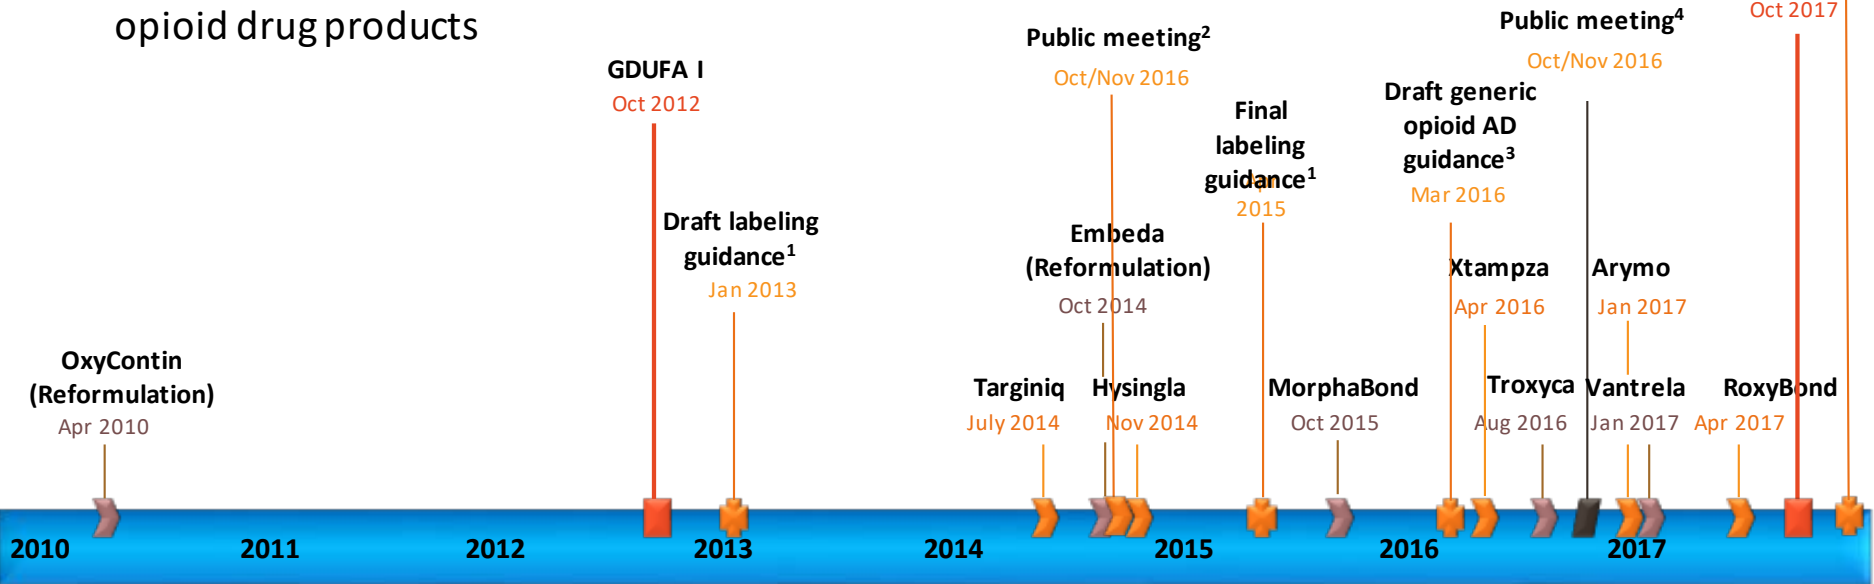 opioid drug products
GDUFA I
Oct 2012
Draft labeling
guidance1
Jan 2013
OxyContin
(Reformulation)
Apr 2010
Public meeting2
Oct/Nov 2016
Embeda
(Reformulation)
Oct 2014
Targiniq
July 2014
Hysingla
Nov 2014
Final
labeling
guidance1
Apr
2015
MorphaBond
Oct 2015
Draft generic
opioid AD
guidance3
Mar 2016
Xtampza
Apr 2016
Troxyca
Aug 2016
Public meeting4
Oct/Nov 2016
Arymo
Jan 2017
Vantrela
Jan 2017
RoxyBond
Apr 2017
Oct 2017
2010
2011
2012
2013
2014
2015
2016
2017